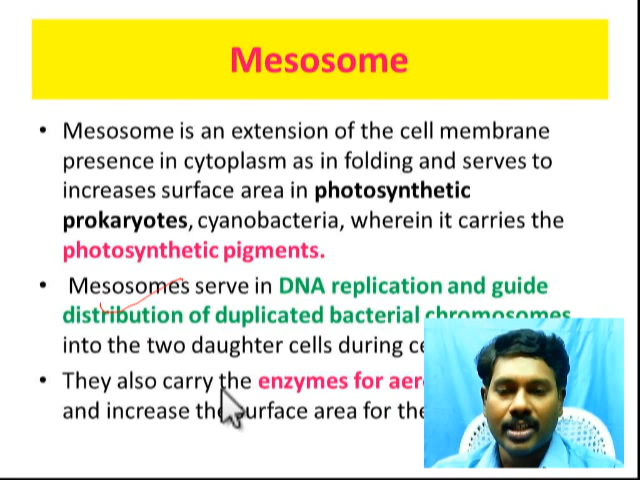 Mesosome
• Mesosome is an extension of the cell membrane
presence in cytoplasm as in folding and serves to
increases surface area in photosynthetic
prokaryotes, cyanobacteria, wherein it carries the
photosynthetic pigments.
• Mesosomes serve in DNA replication and guide
distribution of duplicated bacterial chromosomes
into the two daughter cells during
• They also carry the enzymes for
and increase the surface area for the